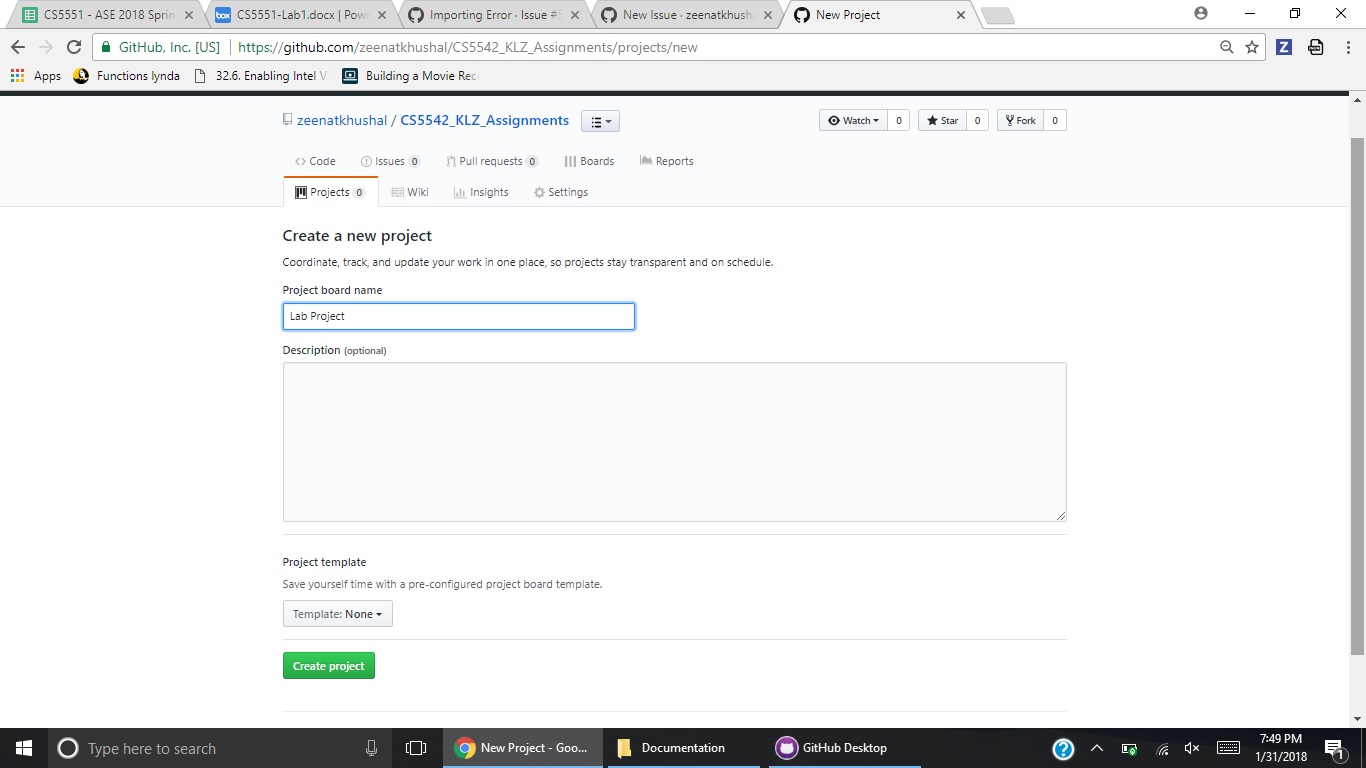 CS5551 - ASE 2018 Sprin
CS5551-Lab1.docx | Pow
Importing Error · Issue #
New Issue · zeenatkhush
New Project
GitHub, Inc. [US]
https://github.com/zeenatkhushal/CS5542_KLZ_Assignments/projects/new
Apps
Functions lynda
32.6. Enabling Intel V
Building a Movie Rec
zeenatkhushal / CS5542_KLZ_Assignments
Watch 0
Star 0
Fork 0
Code
Issues 0
Pull requests 0
Boards
Reports
Projects 0
Wiki
Insights
Settings
Create a new project
Coordinate, track, and update your work in one place, so projects stay transparent and on schedule.
Project board name
Lab Project
Description (optional)
Project template
Save yourself time with a pre-configured project board template.
Template: None
Create project
Type here to search
New Project - Goo...
Documentation
GitHub Desktop
7:49 PM
1/31/2018
1